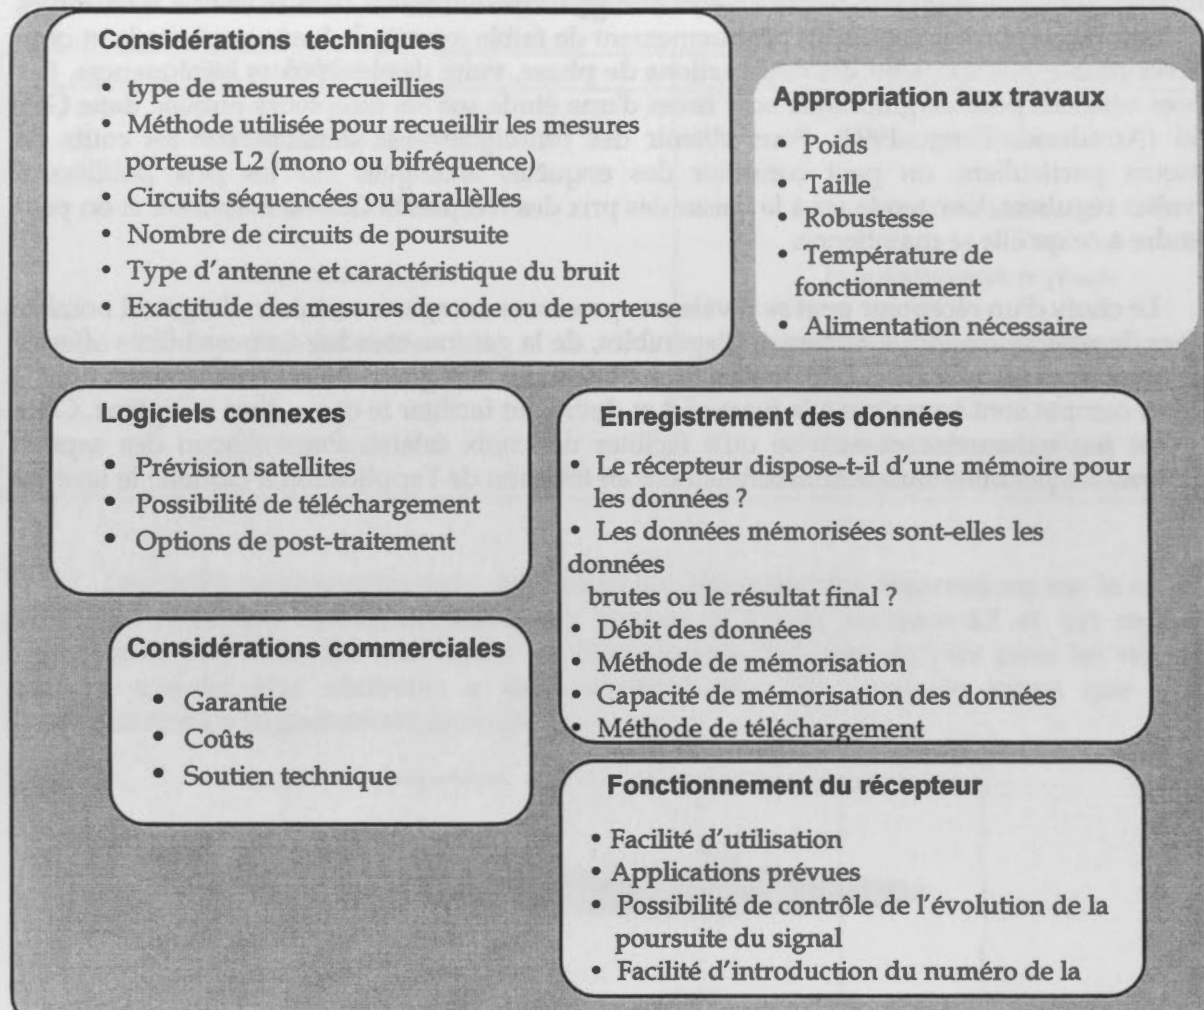 Considérations techniques
• type de mesures recueillies
• Méthode utilisée pour recueillir les mesures
porteuse L2 (mono ou bifréquence)
• Circuits séquencées ou parallèlles
• Nombre de circuits de poursuite
• Type d'antenne et caractéristique du bruit
• Exactitude des mesures de code ou de porteuse
Appropriation aux travaux
• Poids
• Taille
• Robustesse
• Température de
fonctionnement
• Alimentation nécessaire
Logiciels connexes
• Prévision satellites
• Possibilité de téléchargement
• Options de post-traitement
Enregistrement des données
• Le récepteur dispose-t-il d'une mémoire pour
les données ?
• Les données mémorisées sont-elles les
données
brutes ou le résultat final ?
• Débit des données
• Méthode de mémorisation
• Capacité de mémorisation des données
• Méthode de téléchargement
Considérations commerciales
• Garantie
• Coûts
• Soutien technique
Fonctionnement du récepteur
• Facilité d'utilisation
• Applications prévues
• Possibilité de contrôle de l'évolution de la
poursuite du signal
• Facilité d'introduction du numéro de la